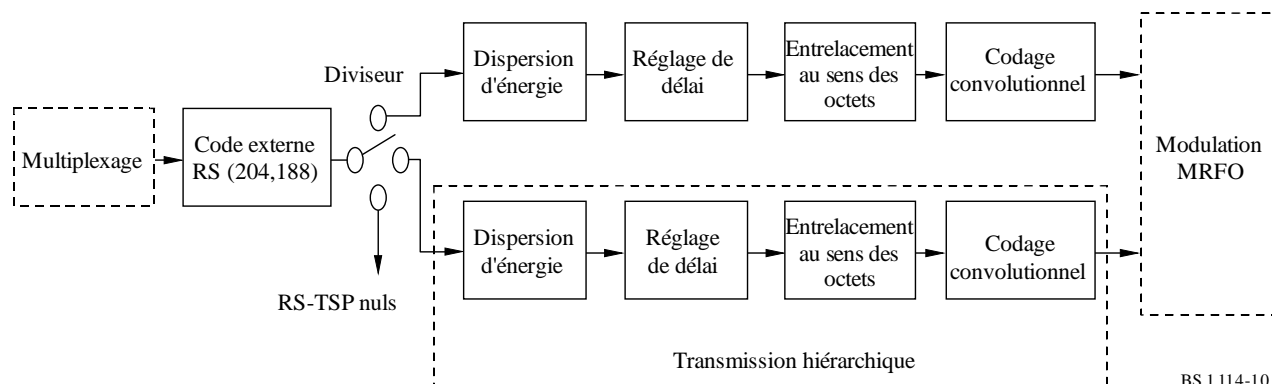 Multiplexage
Code externe
RS (204,188)
Diviseur
RS-TSP nuls
Dispersion
d'énergie
Réglage de
délai
Entrelacement
au sens des
octets
Codage
convolutionnel
Dispersion
d'énergie
Réglage
de délai
Entrelacement
au sens des
octets
Codage
convolutionnel
Transmission hiérarchique
Modulation
MRFO
BS.1114-10